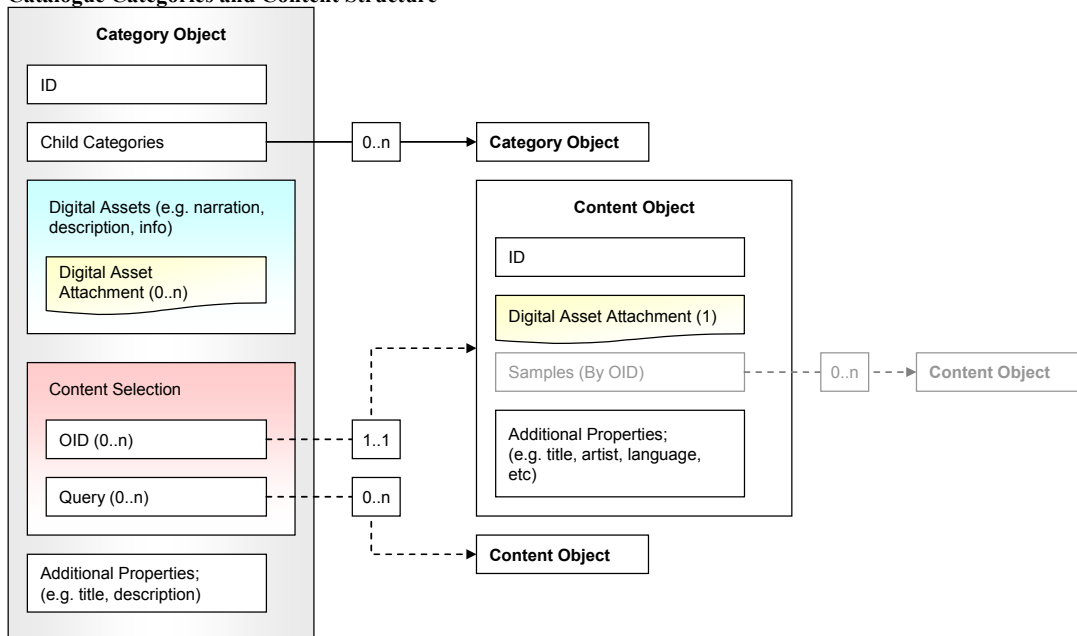 Catalogue Categories and Content Structure
Category Object
ID
Child Categories
0..n
Category Object
Digital Assets (e.g. narration,
description, info)
Digital Asset
Attachment (0..n)
Content Object
ID
Digital Asset Attachment (1)
Samples (By OID)
0..n
Content Object
Additional Properties;
(e.g. title, artist, language,
etc)
Content Selection
OID (0..n)
1..1
Query (0..n)
0..n
Content Object
Additional Properties;
(e.g. title, description)